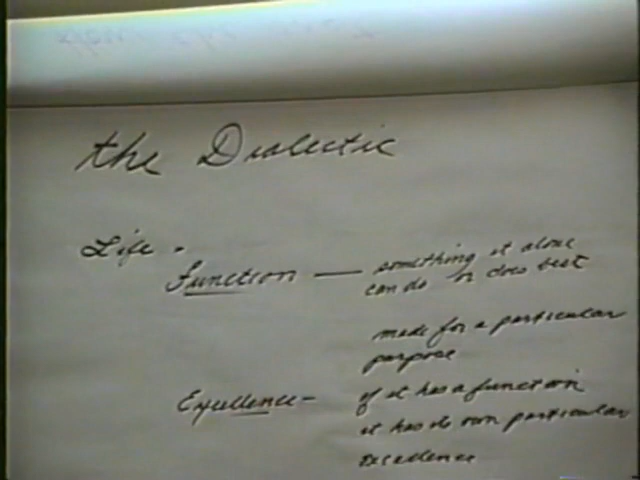 the Dialectic
Life .
Function — something it alone
can do or does best
made for a particular
purpose
Excellence - if it has a function
it has its own particular
excellence